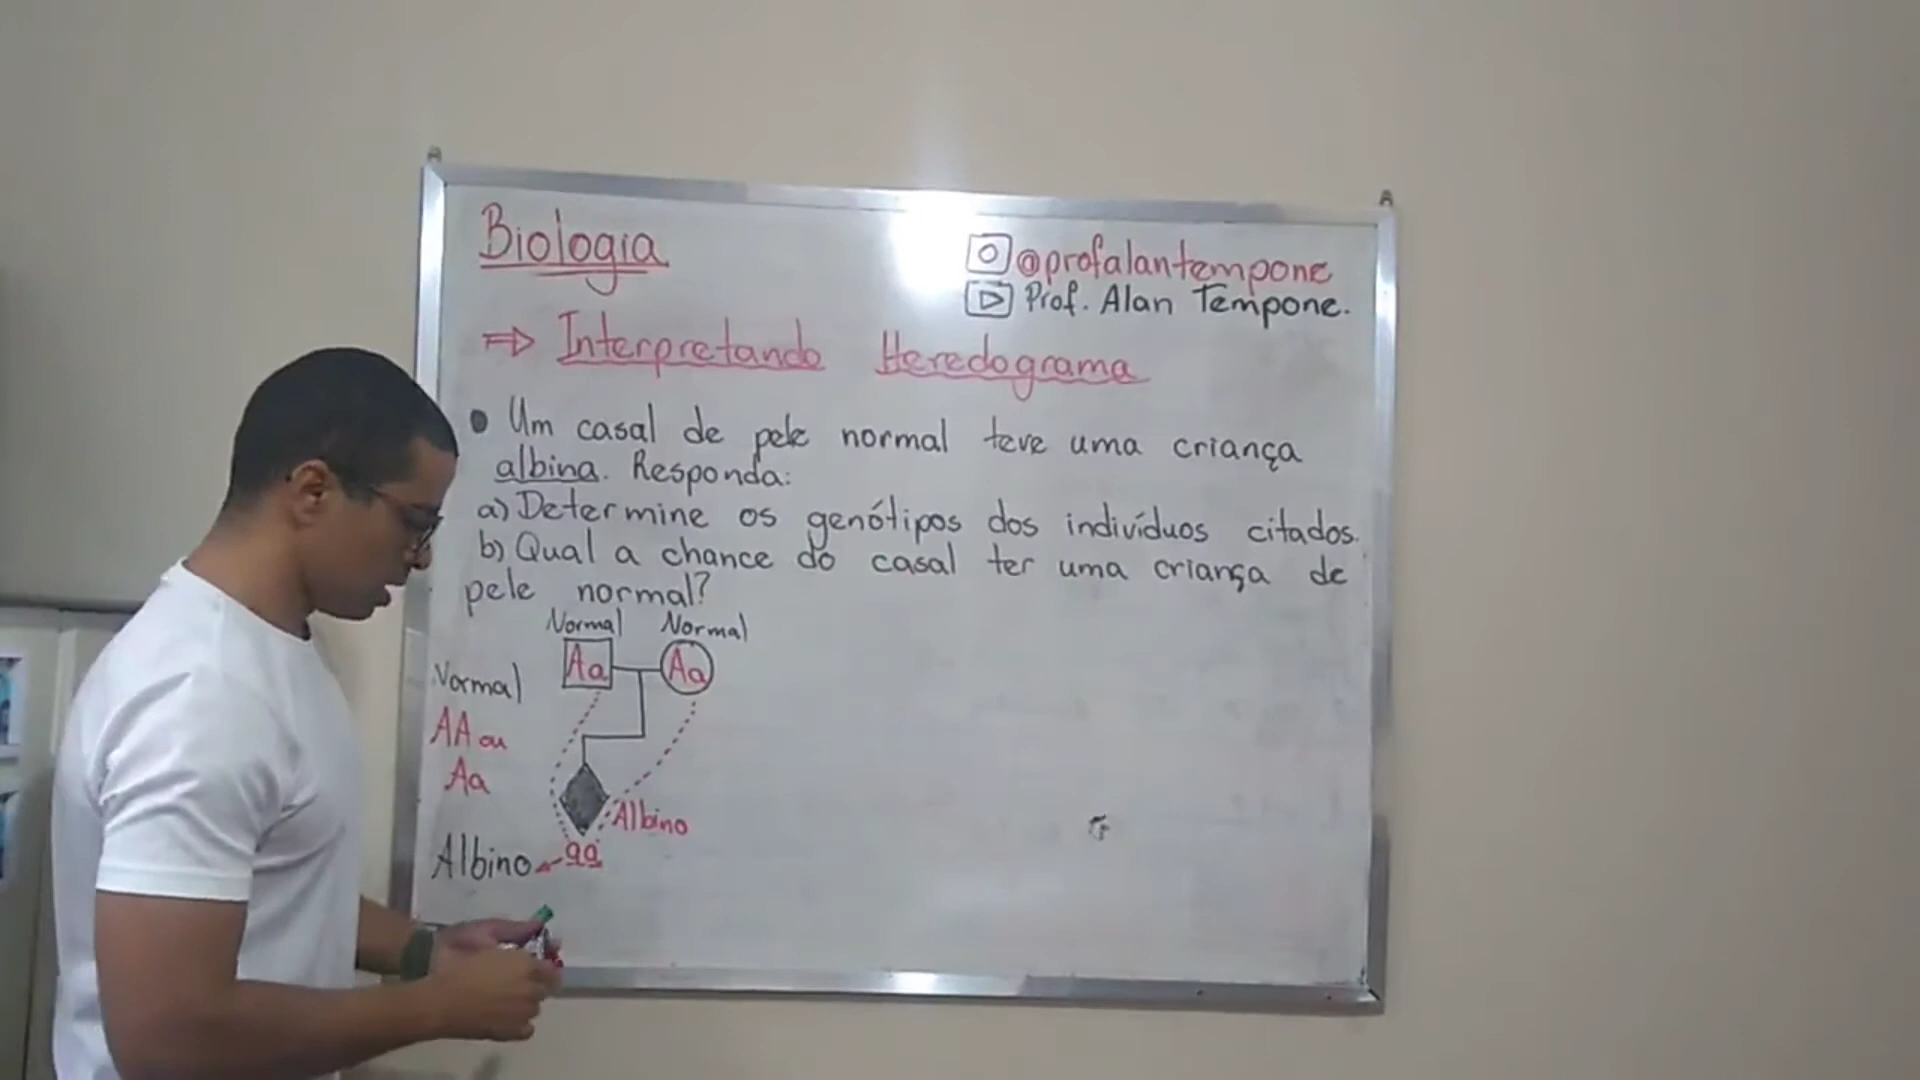 Biologia
@profalantempone
Prof. Alan Tempone.
⇒ Interpretando Heredograma
• Um casal de pele normal teve uma criança
albina. Responda:
a) Determine os genótipos dos indivíduos citados.
b) Qual a chance do casal ter uma criança de
pele normal?
Normal Normal
Aa Aa
Normal
AA ou
Aa
Albino
Albino aa